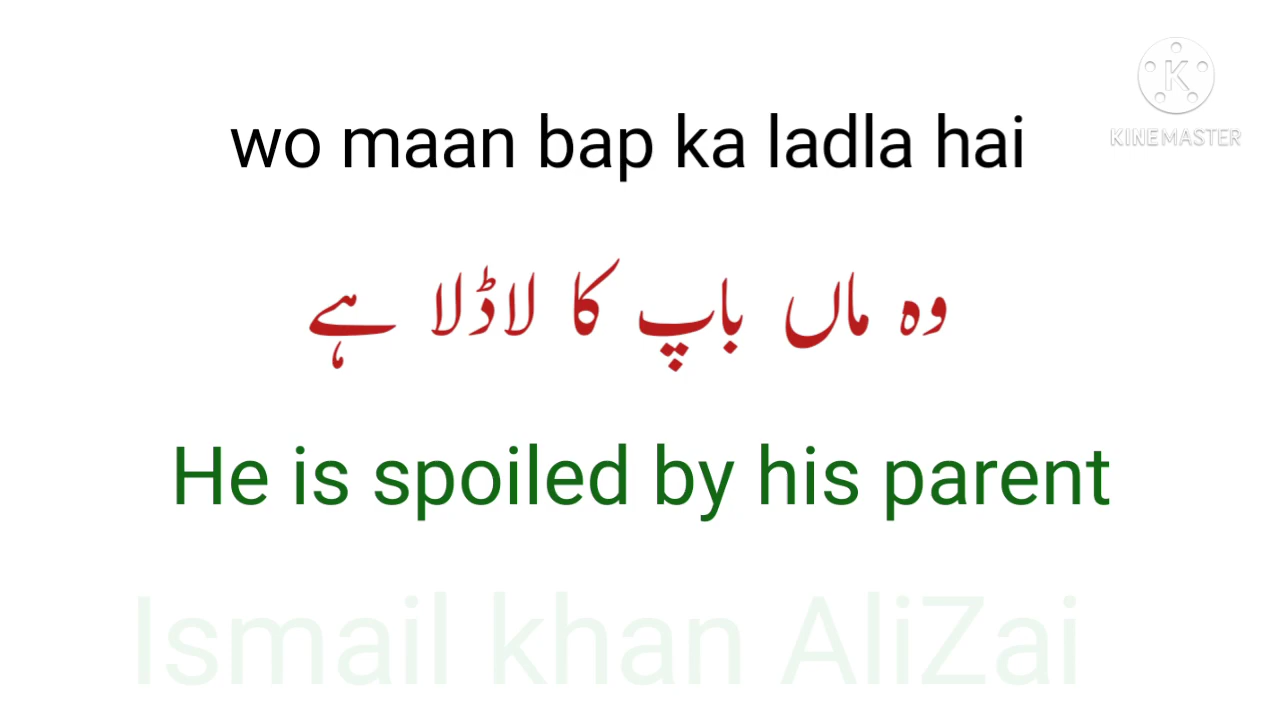 KINEMASTER
wo maan bap ka ladla hai
وہ ماں باپ کا لاڈلا ہے
He is spoiled by his parent
Ismail khan AliZai